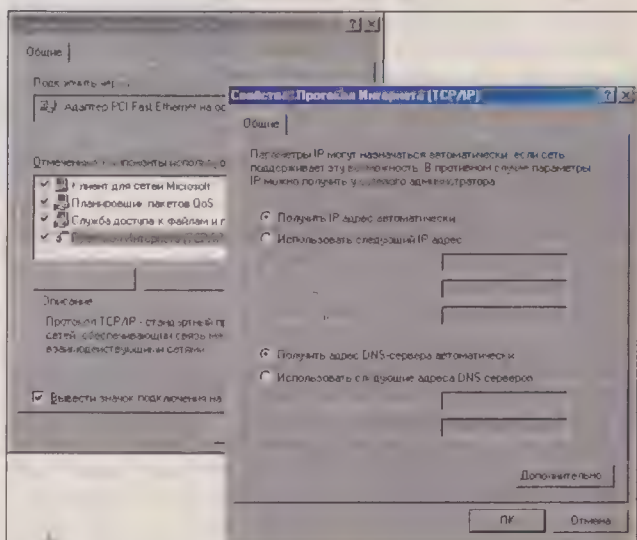 Общие
Адаптер PCI Fast Ethernet на ос
Отмеченные компоненты использую
Клиент для сетей Microsoft
Планировщик пакетов QoS
Служба доступа к файлам и п
Описание
Протокол TCP/IP - стандартный пр
сетей, обеспечивающий связь ме
взаимодействующими сетями
Вывести значок подключения на
Свойства: Протокол Интернета (TCP/IP)
Общие
Параметры IP могут назначаться автоматически, если сеть
поддерживает эту возможность. В противном случае параметры
IP можно получить у сетевого администратора
Получить IP адрес автоматически
Использовать следующий IP адрес
Получить адрес DNS-сервера автоматически
Использовать следующие адреса DNS серверов
Дополнительно
Отмена